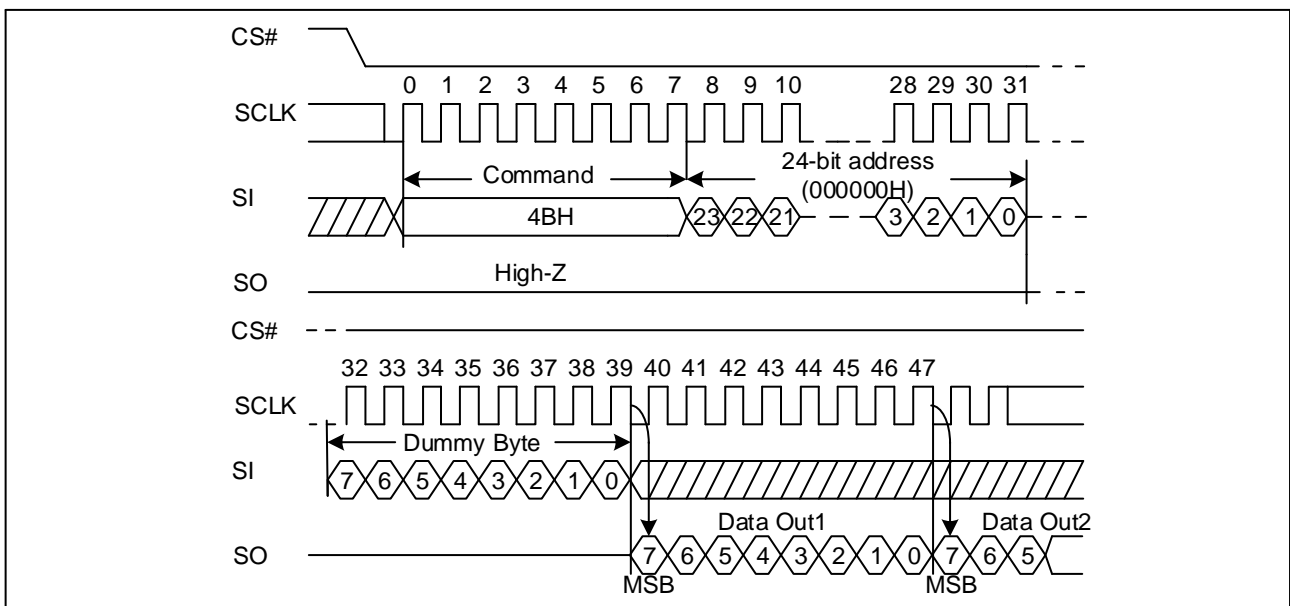 CS#
0 1 2 3 4 5 6 7 8 9 10 28 29 30 31
SCLK
Command
24-bit address
(000000H)
SI
4BH
23 22 21 3 2 1 0
SO
High-Z
CS#
32 33 34 35 36 37 38 39 40 41 42 43 44 45 46 47
SCLK
Dummy Byte
SI
7 6 5 4 3 2 1 0
Data Out1
Data Out2
SO
7 6 5 4 3 2 1 0 7 6 5
MSB
MSB